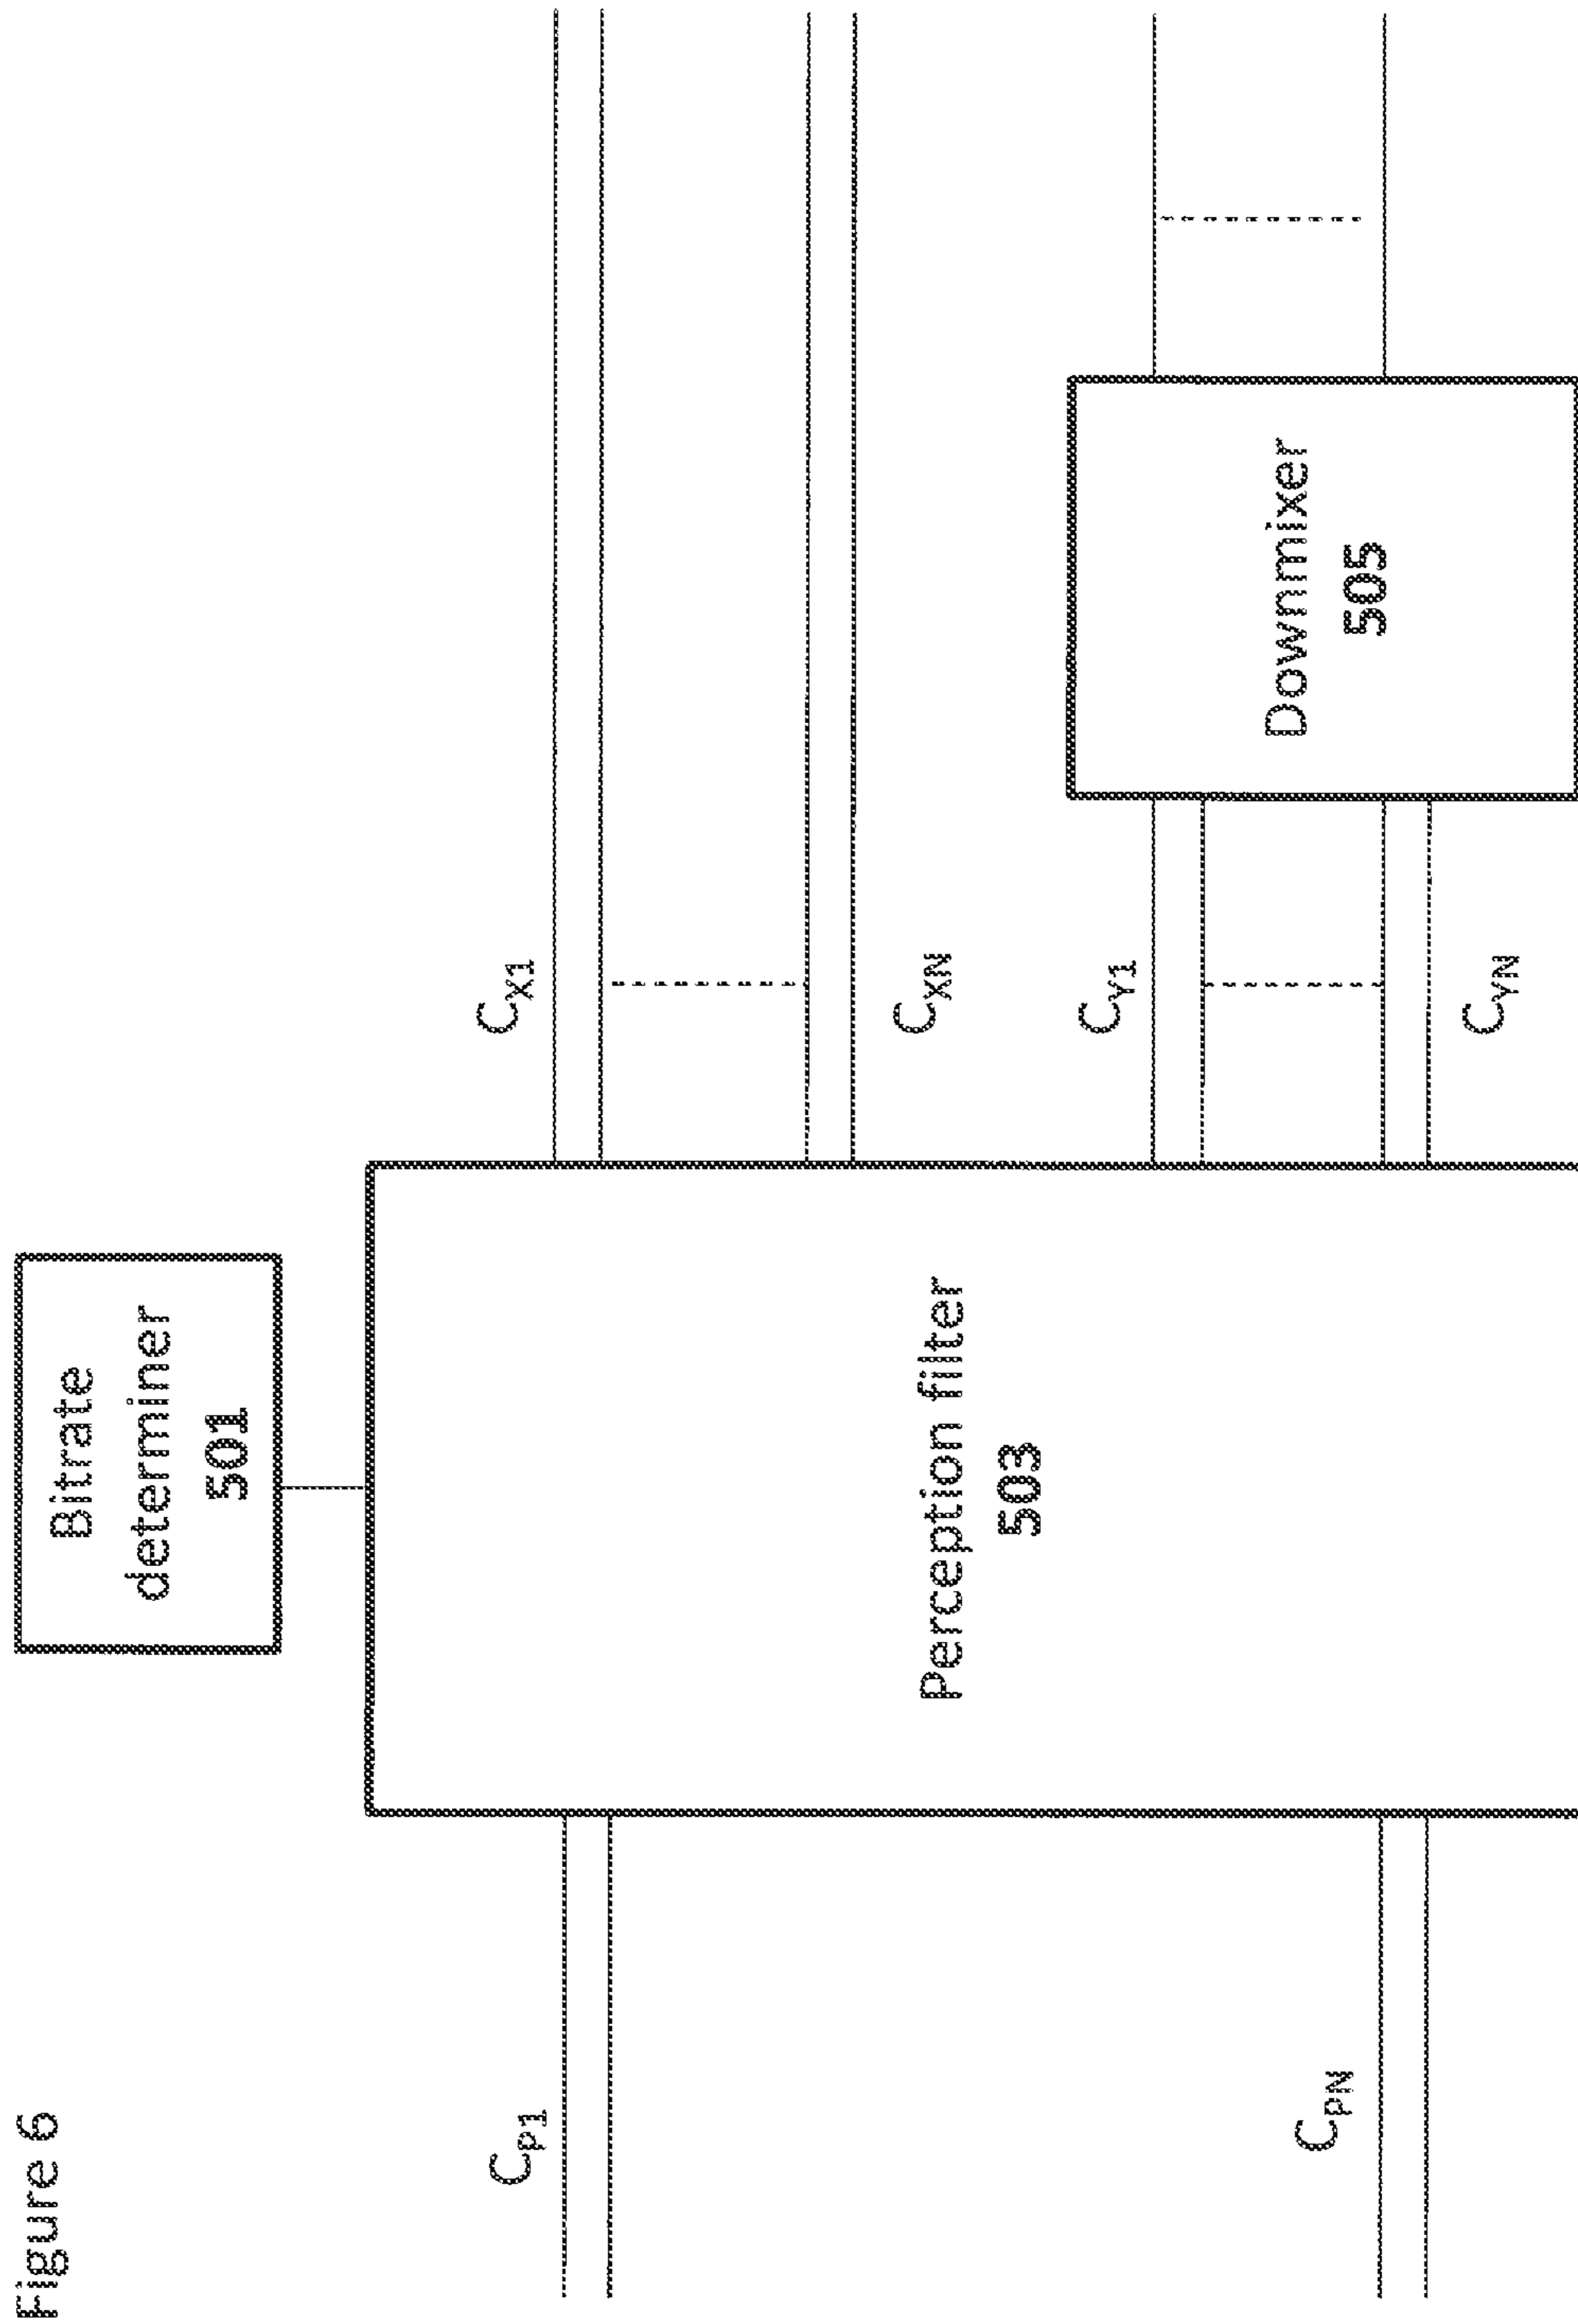 Figure 6
Bitrate
determiner
501
C_P1
C_X1
Perception filter
503
C_XN
C_Y1
Downmixer
505
C_PN
C_YN